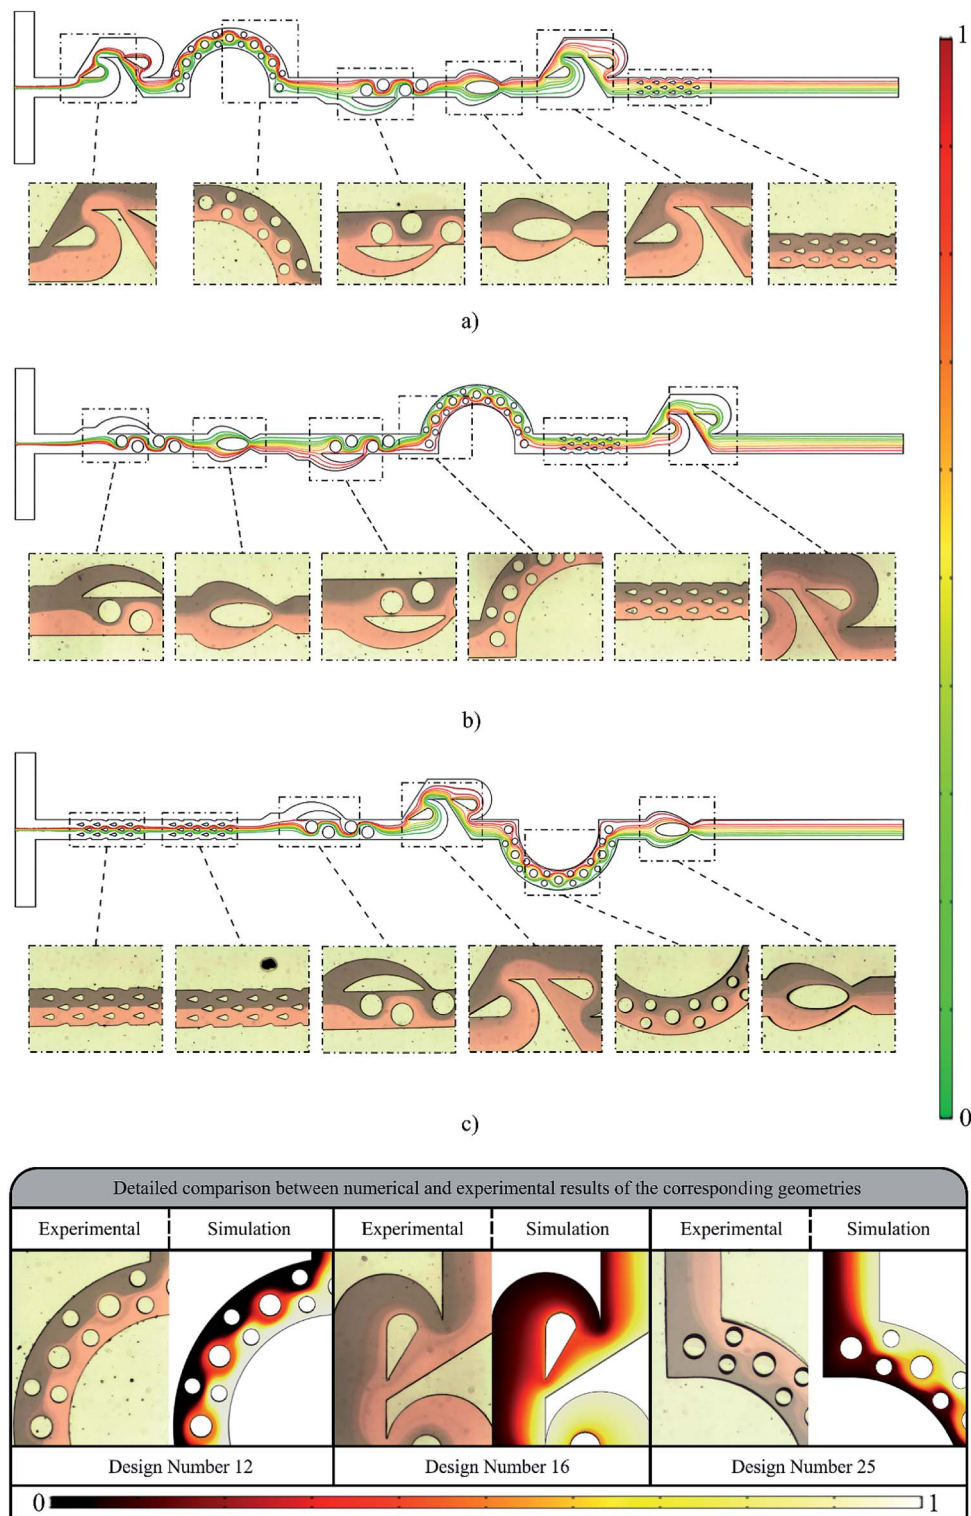 1
a)
b)
c)
0
Detailed comparison between numerical and experimental results of the corresponding geometries
Experimental Simulation Experimental Simulation Experimental Simulation
Design Number 12 Design Number 16 Design Number 25
0 1